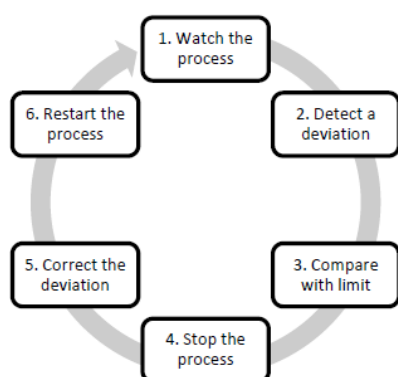 1. Watch the
process
2. Detect a
deviation
3. Compare
with limit
4. Stop the
process
5. Correct the
deviation
6. Restart the
process